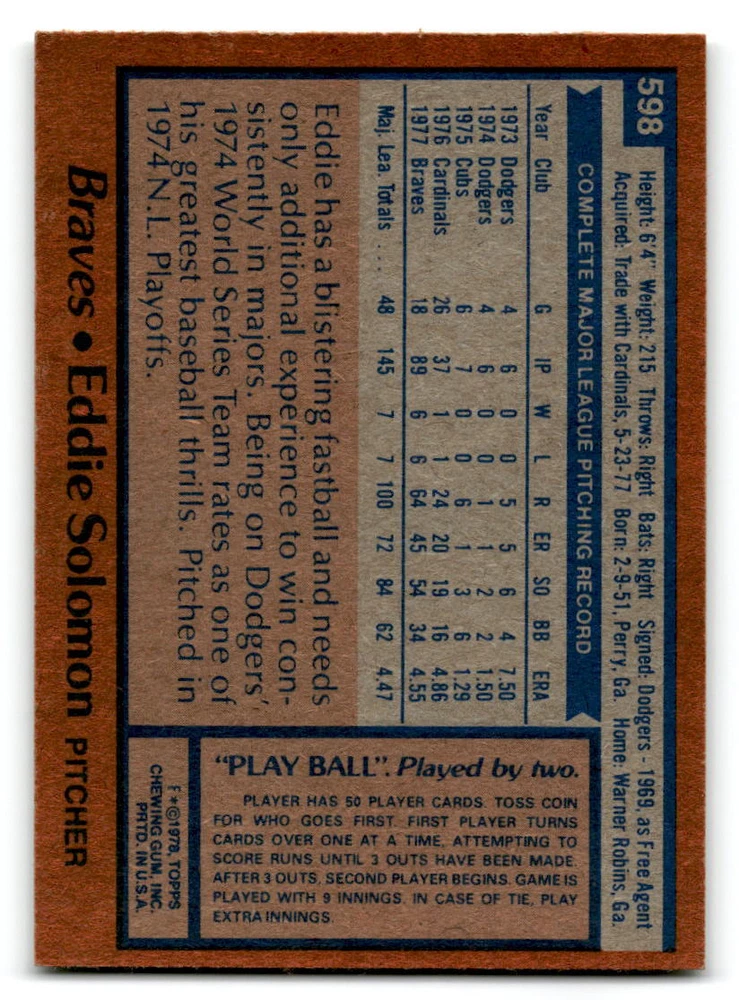 598
Height: 6'4" Weight: 215 Throws: Right Bats: Right Signed: Dodgers - 1969, as Free Agent
Acquired: Trade with Cardinals, 5-23-77 Born: 2-9-51, Perry, Ga. Home: Warner Robins, Ga.
COMPLETE MAJOR LEAGUE PITCHING RECORD
Year Club G IP W L R ER SO BB ERA
1973 Dodgers 4 6 0 0 5 5 6 4 7.50
1974 Dodgers 4 6 0 0 1 1 2 2 1.50
1975 Cubs 6 7 0 0 6 1 3 6 1.29
1976 Cardinals 26 37 1 1 24 20 19 16 4.86
1977 Braves 18 89 6 6 64 45 54 34 4.55
Maj. Lea. Totals ... 48 145 7 7 100 72 84 62 4.47
Eddie has a blistering fastball and needs
only additional experience to win con-
sistently in majors. Being on Dodgers'
1974 World Series Team rates as one of
his greatest baseball thrills. Pitched in
1974 N.L. Playoffs.
Braves • Eddie Solomon PITCHER
"PLAY BALL". Played by two.
PLAYER HAS 50 PLAYER CARDS. TOSS COIN
FOR WHO GOES FIRST. FIRST PLAYER TURNS
CARDS OVER ONE AT A TIME, ATTEMPTING TO
SCORE RUNS UNTIL 3 OUTS HAVE BEEN MADE.
AFTER 3 OUTS, SECOND PLAYER BEGINS. GAME IS
PLAYED WITH 9 INNINGS. IN CASE OF TIE, PLAY
EXTRA INNINGS.
F*©1978, TOPPS
CHEWING GUM, INC.
PRTD. IN U.S.A.